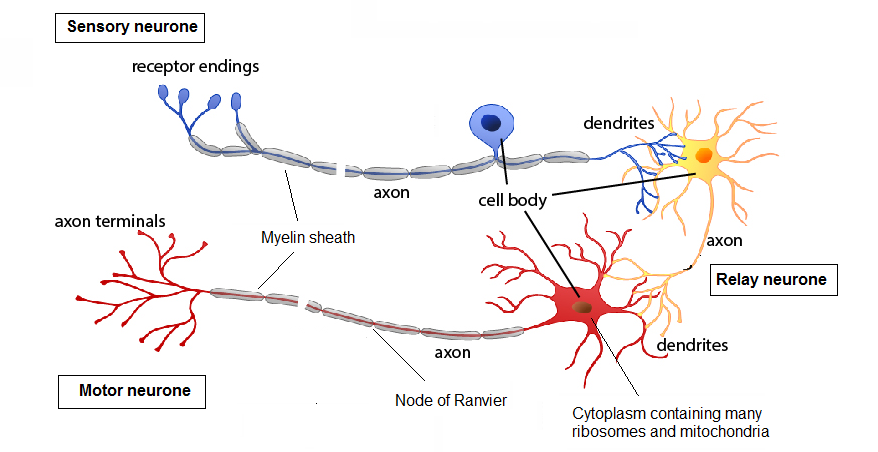 Sensory neurone
receptor endings
dendrites
axon
cell body
axon terminals
Myelin sheath
axon
Relay neurone
axon
dendrites
Motor neurone
Node of Ranvier
Cytoplasm containing many
ribosomes and mitochondria